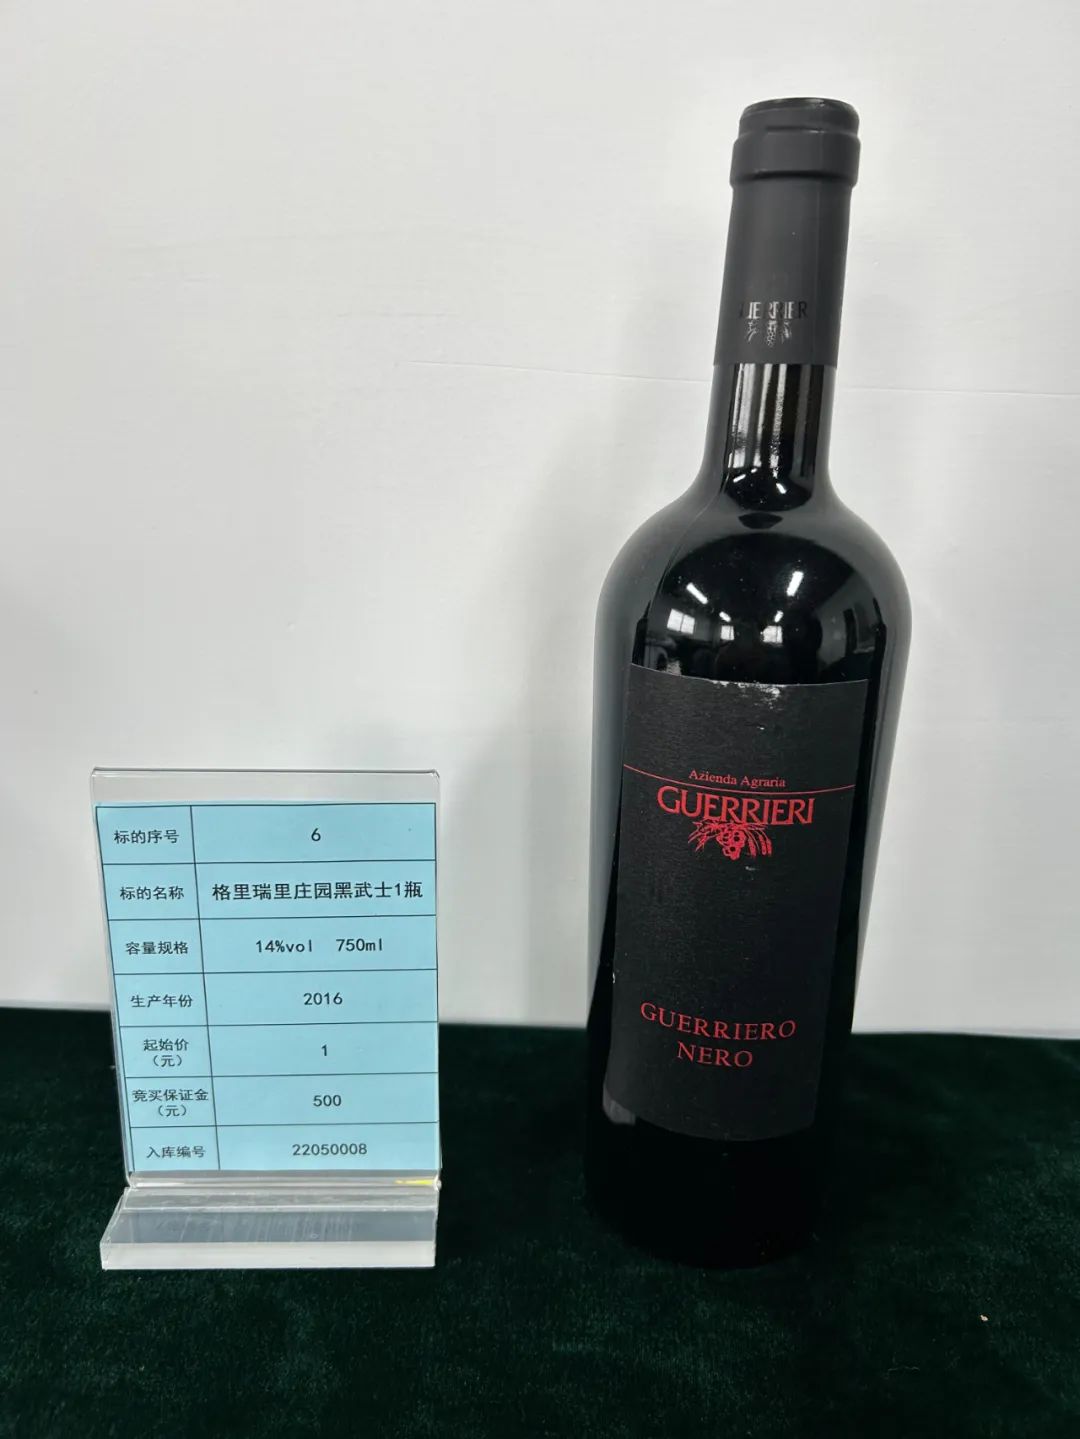 标的序号 6
标的名称 格里瑞里庄园黑武士1瓶
容量规格 14%vol 750ml
生产年份 2016
起始价
（元） 1
竞买保证金
（元） 500
入库编号 22050008
Azienda Agraria
GUERRIERI
GUERRIERO
NERO